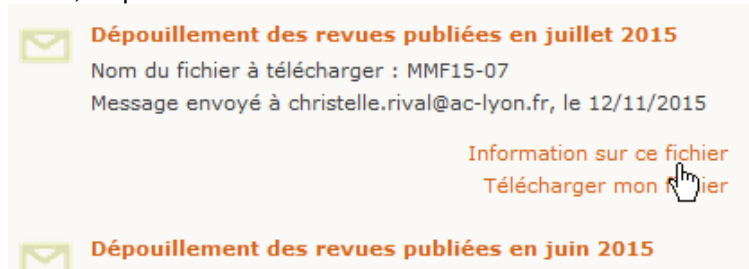 Dépouillement des revues publiées en juillet 2015
Nom du fichier à télécharger : MMF15-07
Message envoyé à christelle.rival@ac-lyon.fr, le 12/11/2015
Information sur ce fichier
Télécharger mon fichier
Dépouillement des revues publiées en juin 2015